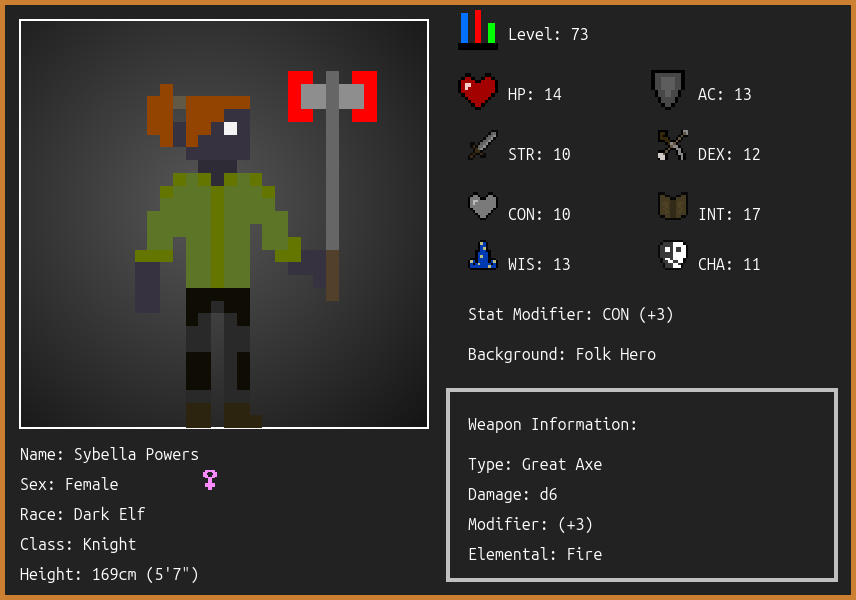 Level: 73
HP: 14
AC: 13
STR: 10
DEX: 12
CON: 10
INT: 17
WIS: 13
CHA: 11
Stat Modifier: CON (+3)
Background: Folk Hero
Weapon Information:
Type: Great Axe
Damage: d6
Modifier: (+3)
Elemental: Fire
Name: Sybella Powers
Sex: Female
Race: Dark Elf
Class: Knight
Height: 169cm (5'7")